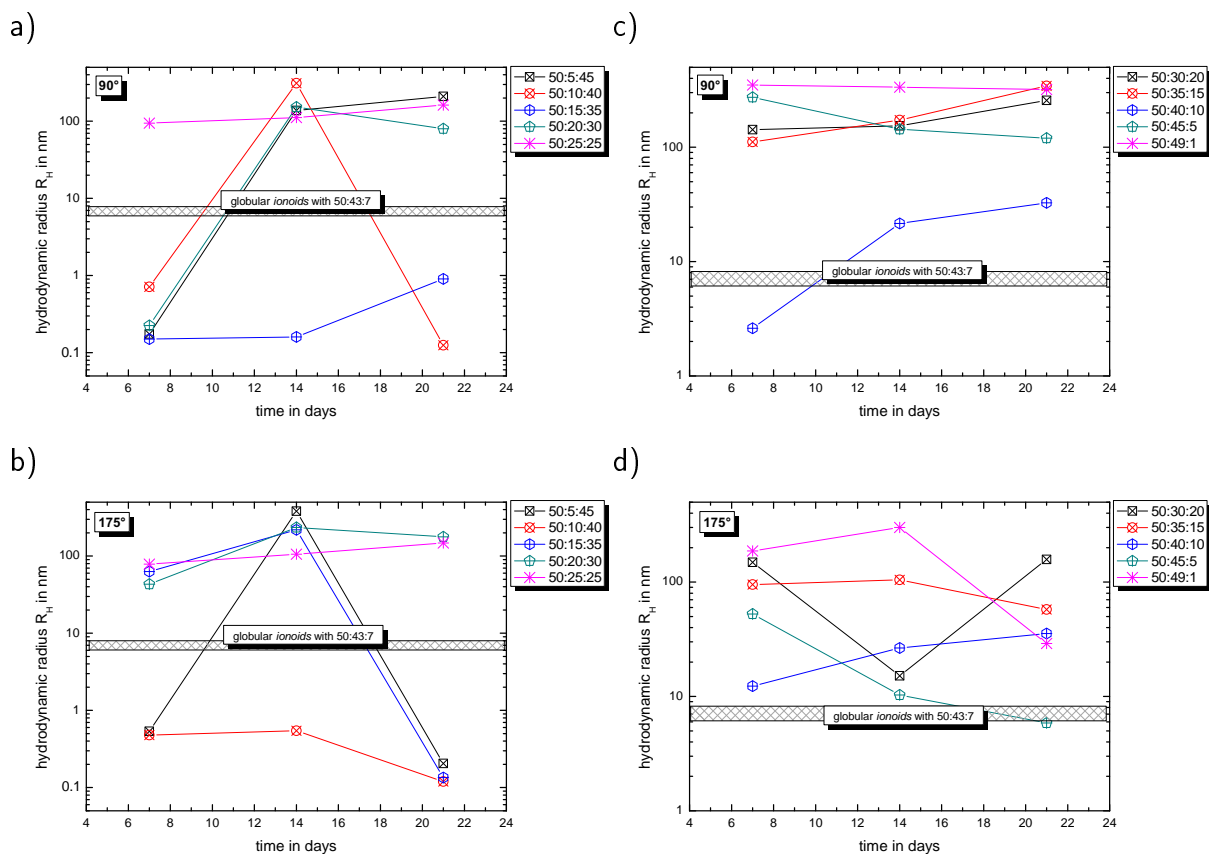 a)
90°
50:5:45
50:10:40
50:15:35
50:20:30
50:25:25
globular ionoids with 50:43:7
hydrodynamic radius R_H in nm
100
10
1
0.1
4 6 8 10 12 14 16 18 20 22 24
time in days
c)
90°
50:30:20
50:35:15
50:40:10
50:45:5
50:49:1
globular ionoids with 50:43:7
hydrodynamic radius R_H in nm
100
10
1
4 6 8 10 12 14 16 18 20 22 24
time in days
b)
175°
50:5:45
50:10:40
50:15:35
50:20:30
50:25:25
globular ionoids with 50:43:7
hydrodynamic radius R_H in nm
100
10
1
0.1
4 6 8 10 12 14 16 18 20 22 24
time in days
d)
175°
50:30:20
50:35:15
50:40:10
50:45:5
50:49:1
globular ionoids with 50:43:7
hydrodynamic radius R_H in nm
100
10
1
4 6 8 10 12 14 16 18 20 22 24
time in days